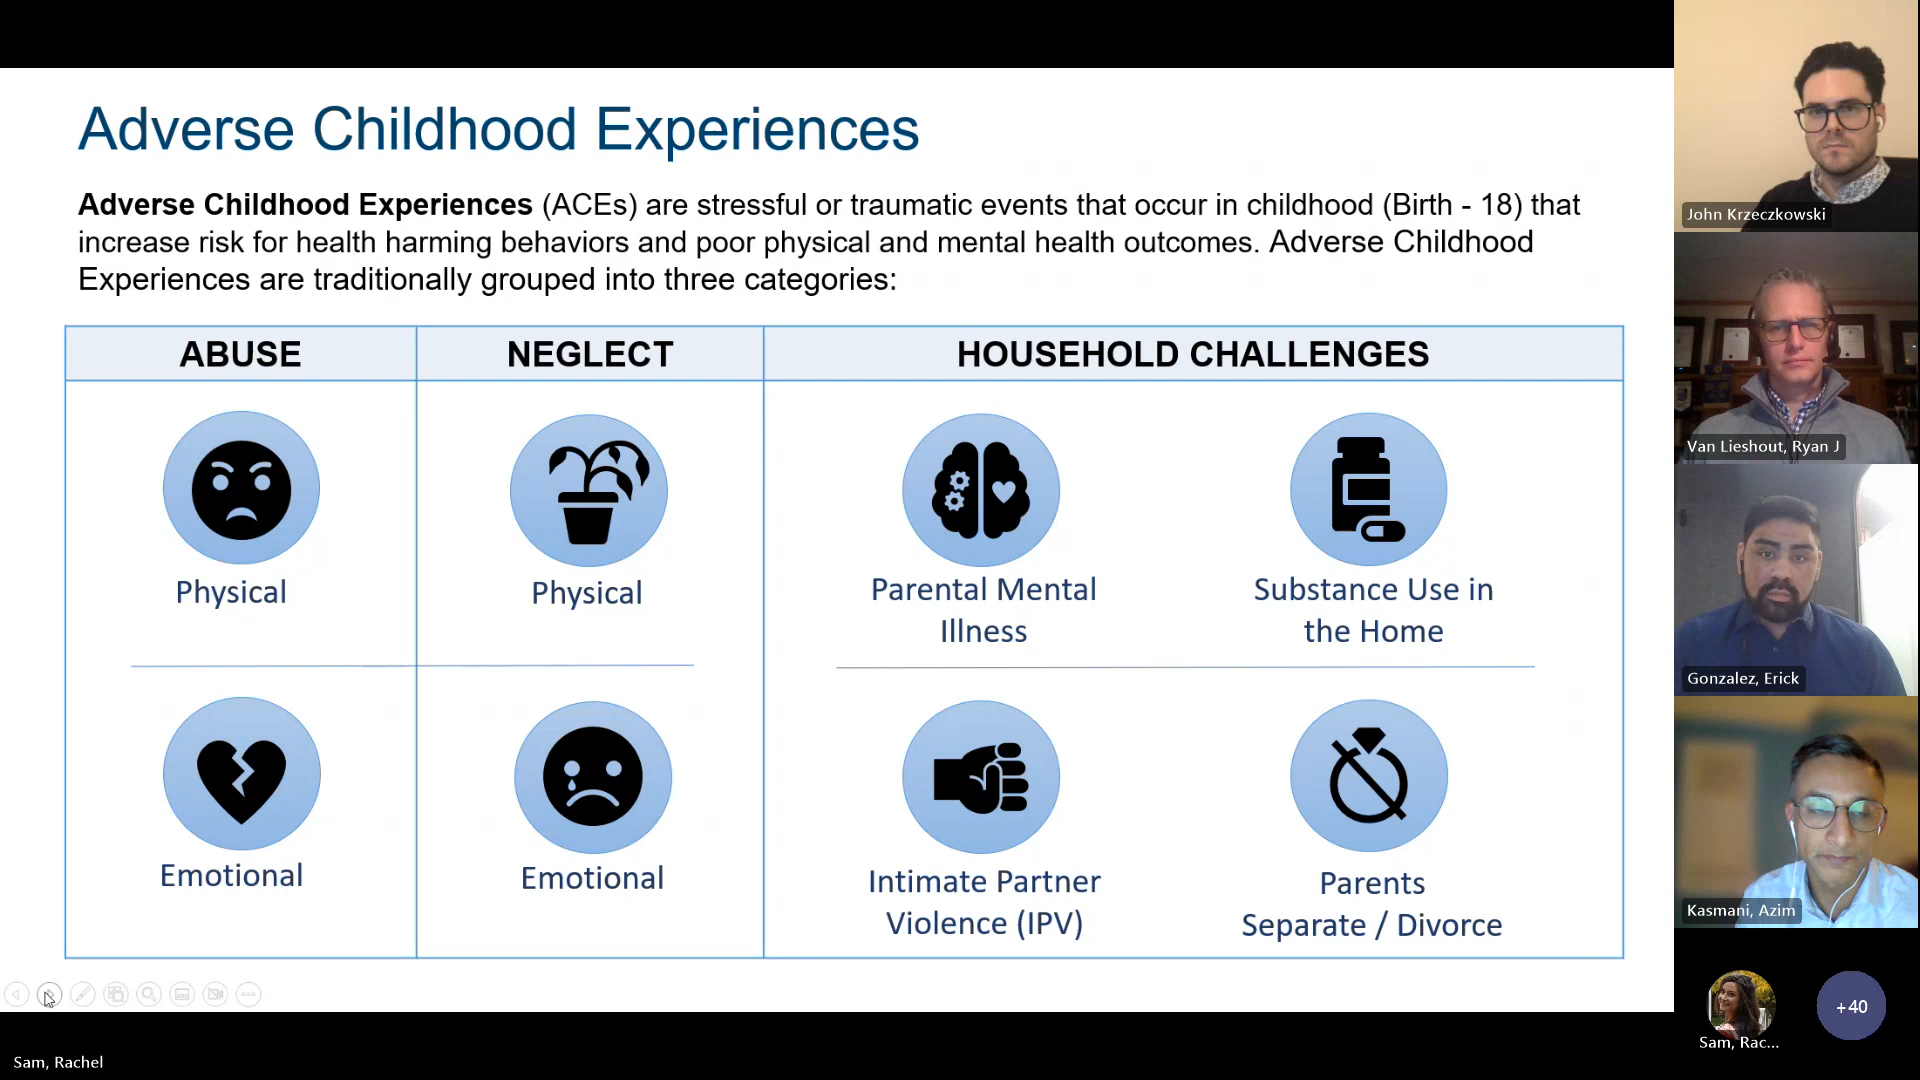 Adverse Childhood Experiences
Adverse Childhood Experiences (ACEs) are stressful or traumatic events that occur in childhood (Birth - 18) that
increase risk for health harming behaviors and poor physical and mental health outcomes. Adverse Childhood
Experiences are traditionally grouped into three categories:
ABUSE
NEGLECT
HOUSEHOLD CHALLENGES
Physical
Physical
Parental Mental
Illness
Substance Use in
the Home
Emotional
Emotional
Intimate Partner
Violence (IPV)
Parents
Separate / Divorce
John Krzeczkowski
Van Lieshout, Ryan J
Gonzalez, Erick
Kasmani, Azim
Sam, Rac...
+40
Sam, Rachel